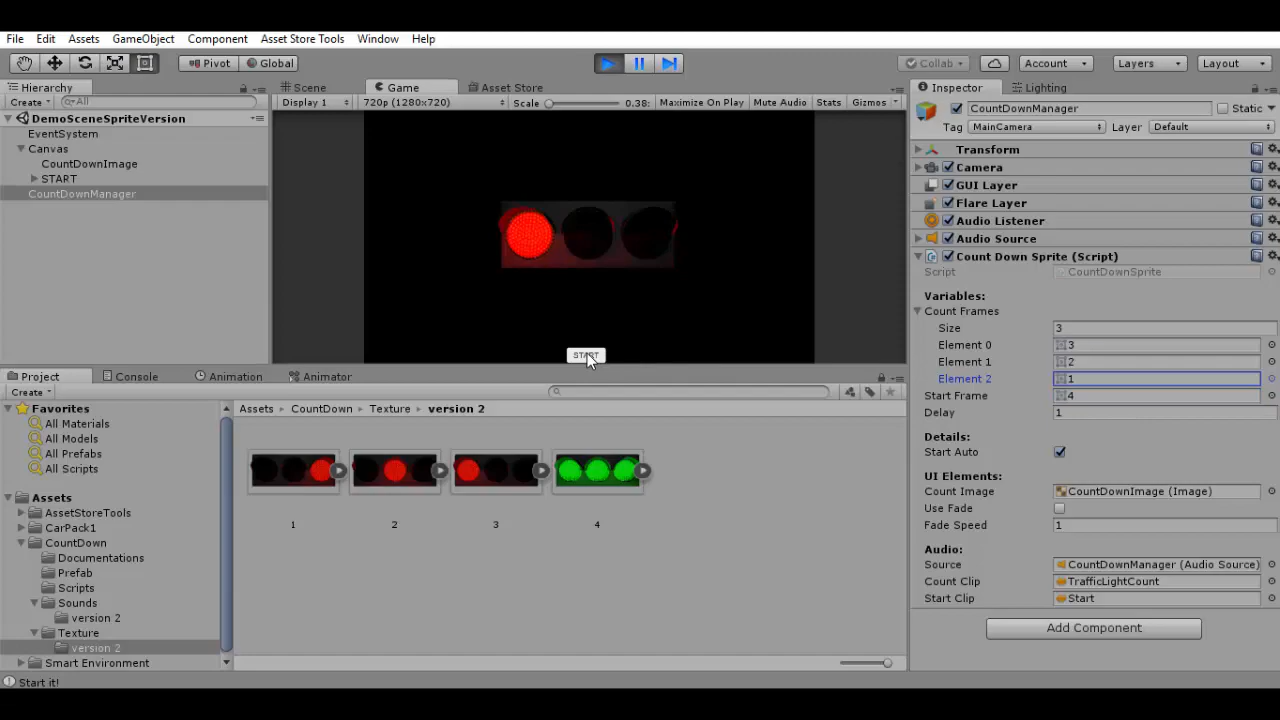 File Edit Assets GameObject Component Asset Store Tools Window Help
Pivot Global Collab Account Layers Layout
Hierarchy Scene Game Asset Store Inspector Lighting
Create All Display 1 720p (1280x720) Scale 0.38: Maximize On Play Mute Audio Stats Gizmos CountDownManager Static
DemoSceneSpriteVersion Tag MainCamera Layer Default
EventSystem
Canvas Transform
CountDownImage Camera
START GUI Layer
CountDownManager Flare Layer
Audio Listener
Audio Source
Count Down Sprite (Script)
Script CountDownSprite
Variables:
Count Frames
Size 3
Element 0 3
START
Element 1 2
Project Console Animation Animator Element 2 1
Create Start Frame 4
Favorites Assets CountDown Texture version 2 Delay 1
All Materials
All Models Details:
All Prefabs Start Auto
All Scripts
UI Elements:
Assets Count Image CountDownImage (Image)
AssetStoreTools Use Fade
CarPack1 1 2 3 4 Fade Speed 1
CountDown
Documentations Audio:
Prefab Source CountDownManager (Audio Source)
Scripts Count Clip TrafficLightCount
Sounds Start Clip Start
version 2
Texture Add Component
version 2
Smart Environment
Start it!